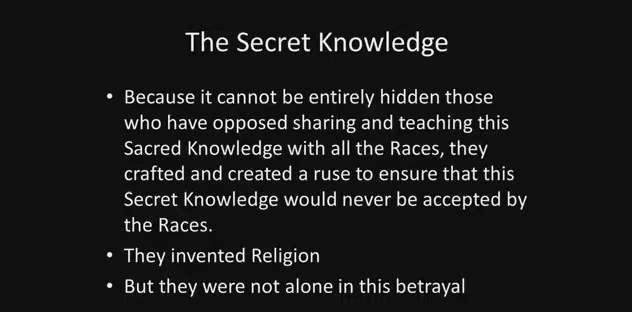 The Secret Knowledge
• Because it cannot be entirely hidden those
who have opposed sharing and teaching this
Sacred Knowledge with all the Races, they
crafted and created a ruse to ensure that this
Secret Knowledge would never be accepted by
the Races.
• They invented Religion
• But they were not alone in this betrayal